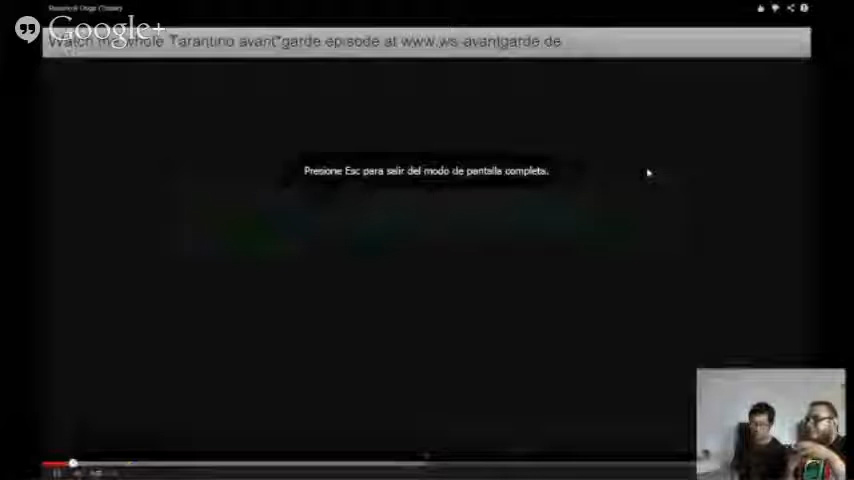 Google+
Watch the whole Tarantino avant*garde episode at www.ws-avantgarde.de
Presione Esc para salir del modo de pantalla completa.